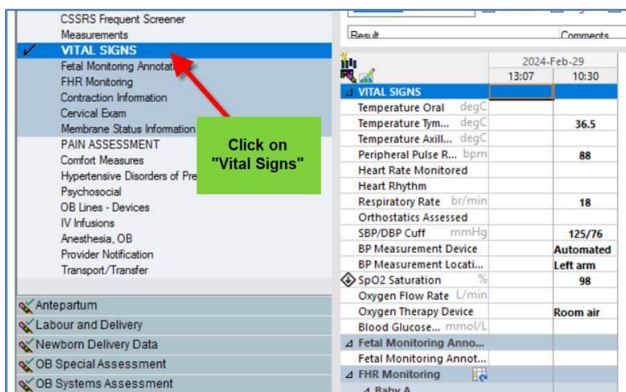 CSSRS Frequent Screener
Measurements
VITAL SIGNS
Fetal Monitoring Annotat
FHR Monitoring
Contraction Information
Cervical Exam
Membrane Status Information
PAIN ASSESSMENT
Comfort Measures
Hypertensive Disorders of Pre
Psychosocial
OB Lines - Devices
IV Infusions
Anesthesia, OB
Provider Notification
Transport/Transfer
Antepartum
Labour and Delivery
Newborn Delivery Data
OB Special Assessment
OB Systems Assessment
Click on
"Vital Signs"
Result Comments
2024-Feb-29
13:07 10:30
VITAL SIGNS
Temperature Oral degC
Temperature Tym... degC 36.5
Temperature Axill... degC
Peripheral Pulse R... bpm 88
Heart Rate Monitored
Heart Rhythm
Respiratory Rate br/min 18
Orthostatics Assessed
SBP/DBP Cuff mmHg 125/76
BP Measurement Device Automated
BP Measurement Locati... Left arm
SpO2 Saturation % 98
Oxygen Flow Rate L/min
Oxygen Therapy Device Room air
Blood Glucose... mmol/L
Fetal Monitoring Anno...
Fetal Monitoring Annot...
FHR Monitoring
Baby A